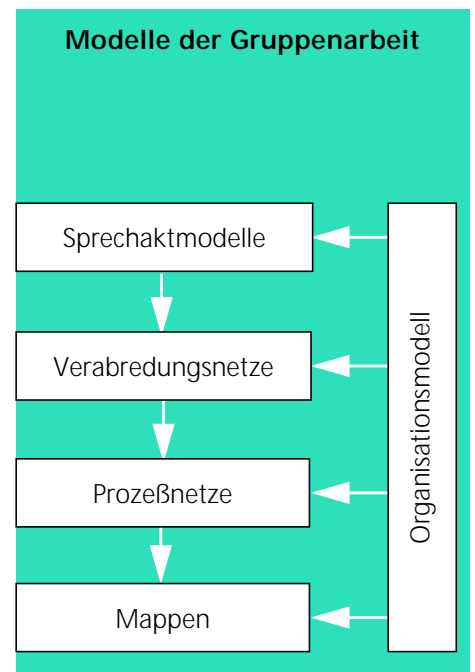 Modelle der Gruppenarbeit
Sprechaktmodelle
Verabredungsnetze
Prozeßnetze
Mappen
Organisationsmodell